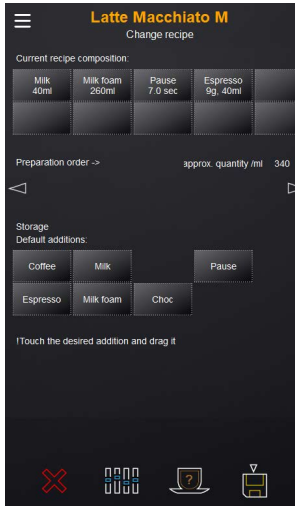 Latte Macchiato M
Change recipe
Current recipe composition:
Milk Milk foam Pause Espresso
40ml 260ml 7.0 sec 9g, 40ml
Preparation order -> approx. quantity /ml 340
Storage
Default additions:
Coffee Milk Pause
Espresso Milk foam Choc
!Touch the desired addition and drag it
?